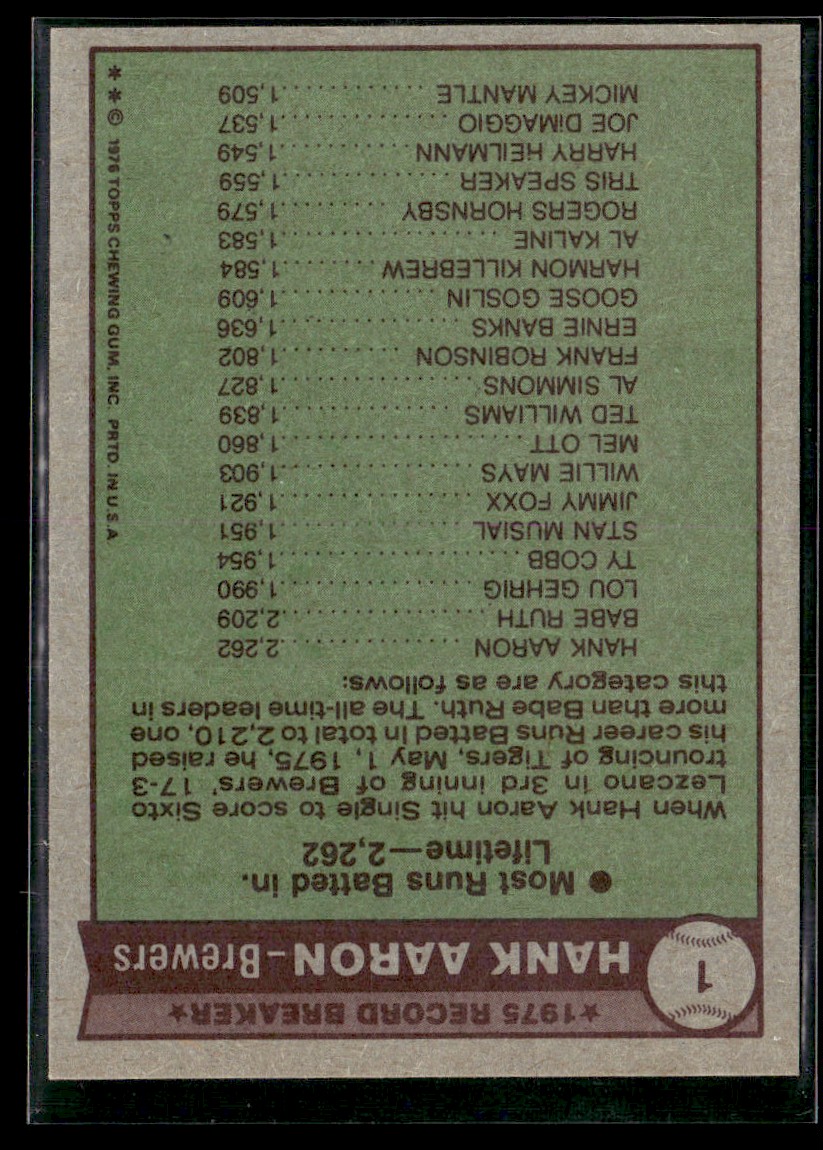 1
★1975 RECORD BREAKER★
HANK AARON-Brewers
● Most Runs Batted in.
Lifetime—2,262
When Hank Aaron hit Single to score Sixto
Lezcano in 3rd inning of Brewers' 17-3
trouncing of Tigers, May 1, 1975, he raised
his career Runs Batted in total to 2,210, one
more than Babe Ruth. The all-time leaders in
this category are as follows:
HANK AARON ................2,262
BABE RUTH ................2,209
LOU GEHRIG ................1,990
TY COBB ................1,954
STAN MUSIAL ................1,951
JIMMY FOXX ................1,921
WILLIE MAYS ................1,903
MEL OTT ................1,860
TED WILLIAMS ................1,839
AL SIMMONS ................1,827
FRANK ROBINSON ................1,802
ERNIE BANKS ................1,636
GOOSE GOSLIN ................1,609
HARMON KILLEBREW ................1,584
AL KALINE ................1,583
ROGERS HORNSBY ................1,579
TRIS SPEAKER ................1,559
HARRY HEILMANN ................1,549
JOE DiMAGGIO ................1,537
MICKEY MANTLE ................1,509
★ ★ © 1976 TOPPS CHEWING GUM, INC. PRTD. IN U.S.A